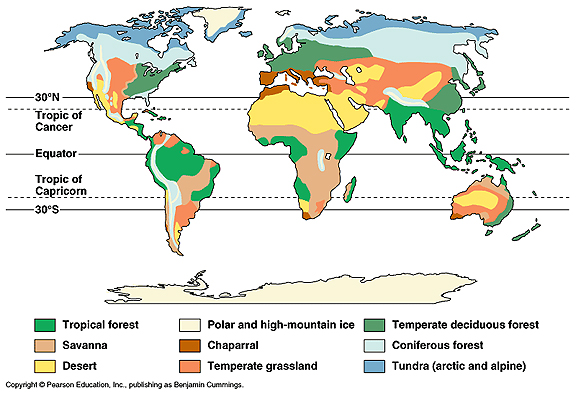 30°N
Tropic of
Cancer
Equator
Tropic of
Capricorn
30°S
Tropical forest
Savanna
Desert
Polar and high-mountain ice
Chaparral
Temperate grassland
Temperate deciduous forest
Coniferous forest
Tundra (arctic and alpine)
Copyright © Pearson Education, Inc., publishing as Benjamin Cummings.